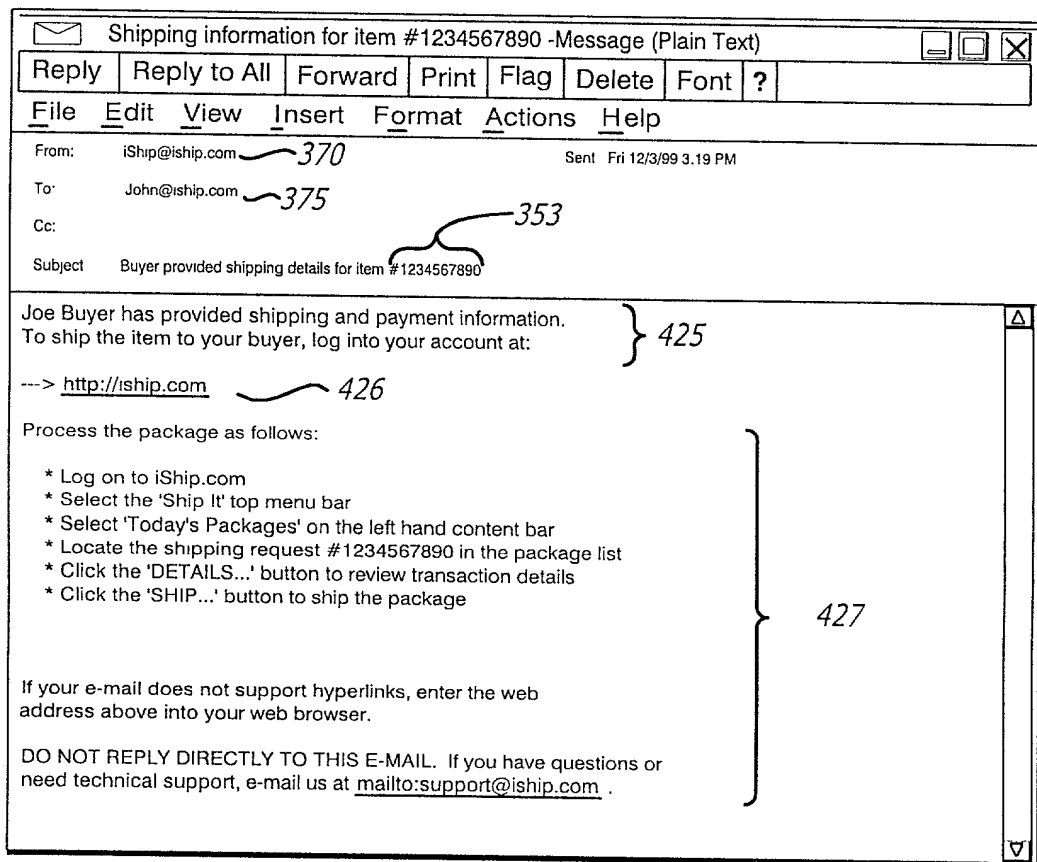 Shipping information for item #1234567890 -Message (Plain Text)
Reply Reply to All Forward Print Flag Delete Font ?
File Edit View Insert Format Actions Help
From: iShip@iship.com 370 Sent Fri 12/3/99 3.19 PM
To: John@iship.com 375
Cc: 353
Subject Buyer provided shipping details for item #1234567890
Joe Buyer has provided shipping and payment information.
To ship the item to your buyer, log into your account at: 425
---> http://iship.com 426
Process the package as follows:
* Log on to iShip.com
* Select the 'Ship It' top menu bar
* Select 'Today's Packages' on the left hand content bar
* Locate the shipping request #1234567890 in the package list
* Click the 'DETAILS...' button to review transaction details
* Click the 'SHIP...' button to ship the package
427
If your e-mail does not support hyperlinks, enter the web
address above into your web browser.
DO NOT REPLY DIRECTLY TO THIS E-MAIL. If you have questions or
need technical support, e-mail us at mailto:support@iship.com .